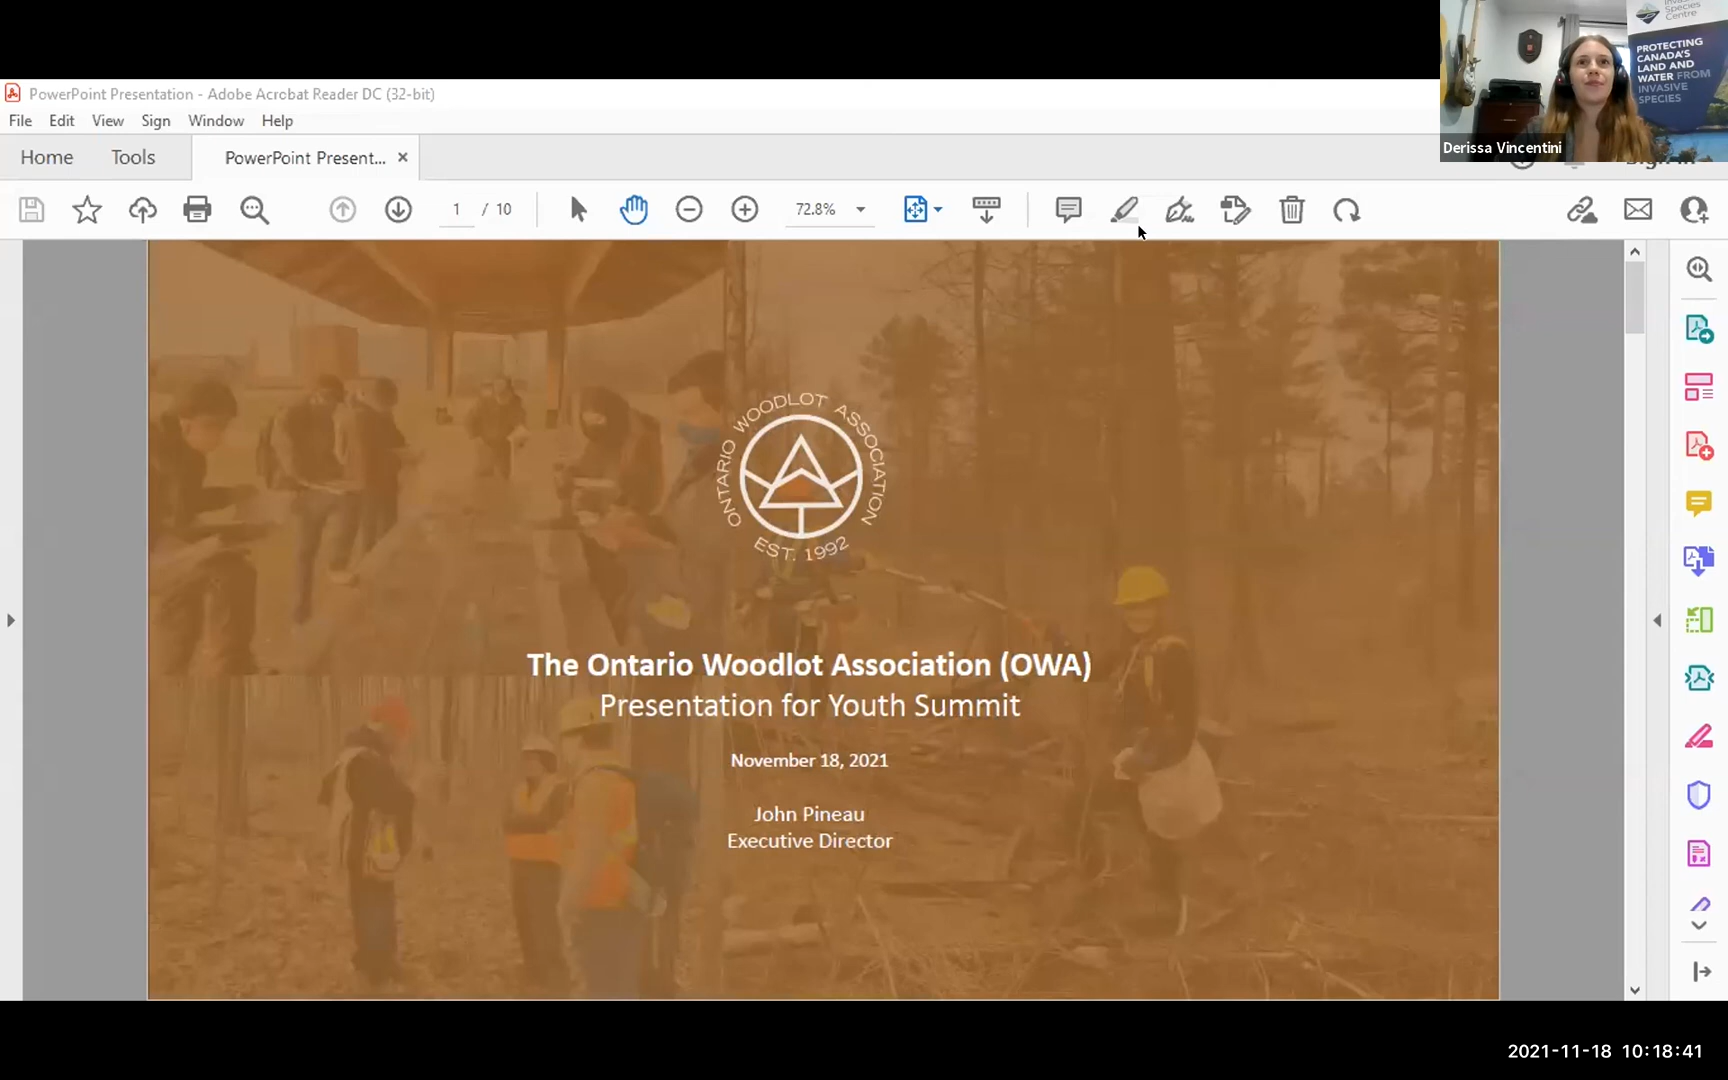 Invasive
Species
Centre
PROTECTING
CANADA'S
LAND AND
WATER FROM
INVASIVE
SPECIES
Derissa Vincentini
PowerPoint Presentation - Adobe Acrobat Reader DC (32-bit)
File Edit View Sign Window Help
Home Tools PowerPoint Present... ×
1 / 10 72.8%
ONTARIO WOODLOT ASSOCIATION
EST. 1992
The Ontario Woodlot Association (OWA)
Presentation for Youth Summit
November 18, 2021
John Pineau
Executive Director
2021-11-18 10:18:41